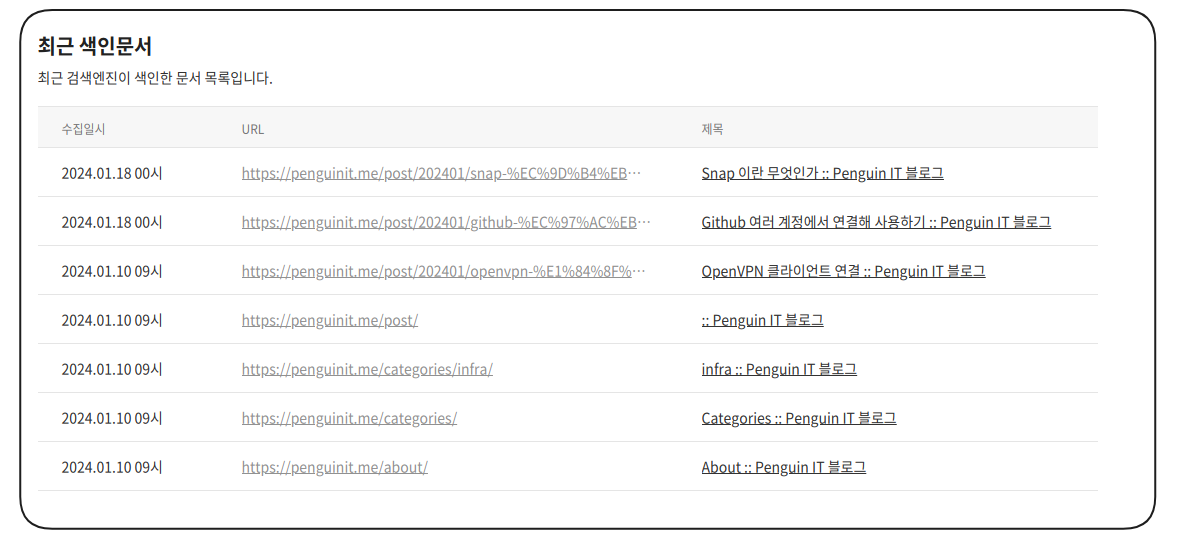 최근 색인문서
최근 검색엔진이 색인한 문서 목록입니다.
수집일시 URL 제목
2024.01.18 00시 https://penguinit.me/post/202401/snap-%EC%9D%B4%EB… Snap 이란 무엇인가 :: Penguin IT 블로그
2024.01.18 00시 https://penguinit.me/post/202401/github-%EC%97%AC%EB… Github 여러 계정에서 연결해 사용하기 :: Penguin IT 블로그
2024.01.10 09시 https://penguinit.me/post/202401/openvpn-%E1%84%8F%… OpenVPN 클라이언트 연결 :: Penguin IT 블로그
2024.01.10 09시 https://penguinit.me/post/ :: Penguin IT 블로그
2024.01.10 09시 https://penguinit.me/categories/infra/ infra :: Penguin IT 블로그
2024.01.10 09시 https://penguinit.me/categories/ Categories :: Penguin IT 블로그
2024.01.10 09시 https://penguinit.me/about/ About :: Penguin IT 블로그